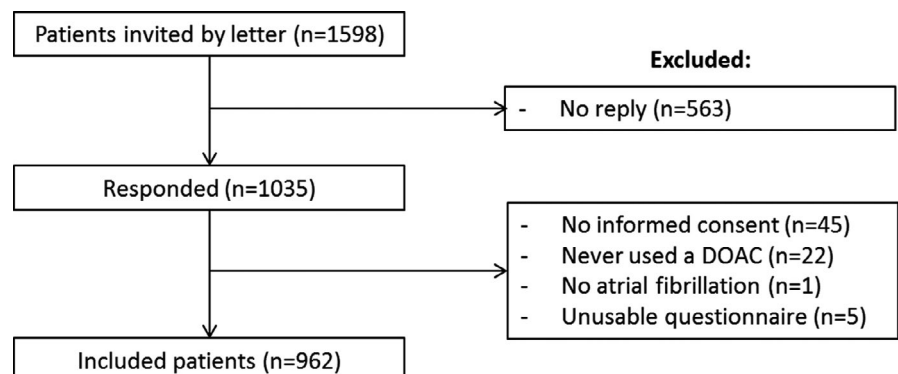 Patients invited by letter (n=1598)
Excluded:
- No reply (n=563)
Responded (n=1035)
- No informed consent (n=45)
- Never used a DOAC (n=22)
- No atrial fibrillation (n=1)
- Unusable questionnaire (n=5)
Included patients (n=962)